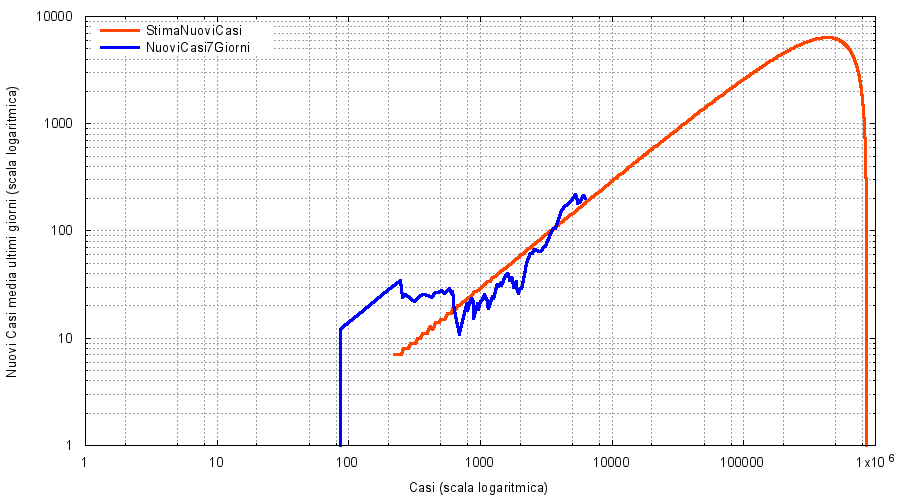 10000
StimaNuoviCasi
NuoviCasi7Giorni
1000
100
10
1
Nuovi Casi media ultimi giorni (scala logaritmica)
1 10 100 1000 10000 100000 1x10^6
Casi (scala logaritmica)